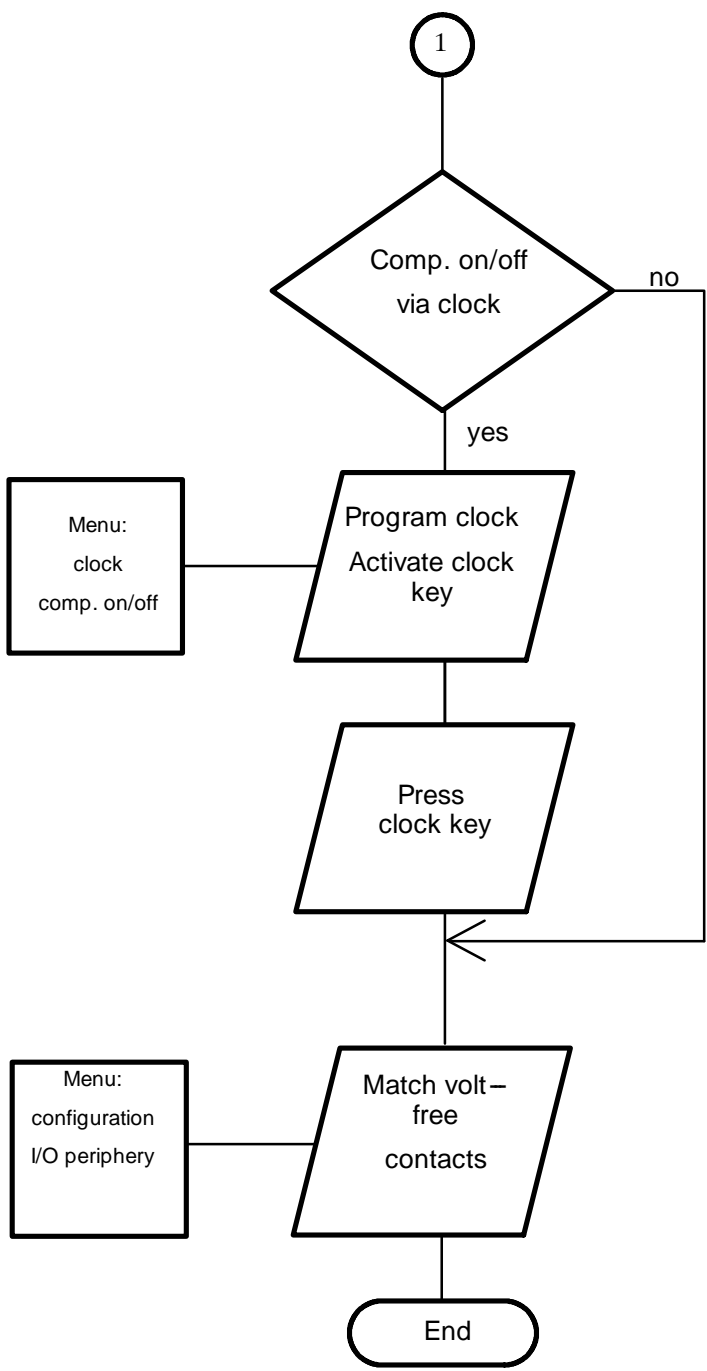 1
Comp. on/off
via clock
no
yes
Menu:
clock
comp. on/off
Program clock
Activate clock
key
Press
clock key
Menu:
configuration
I/O periphery
Match volt–
free
contacts
End